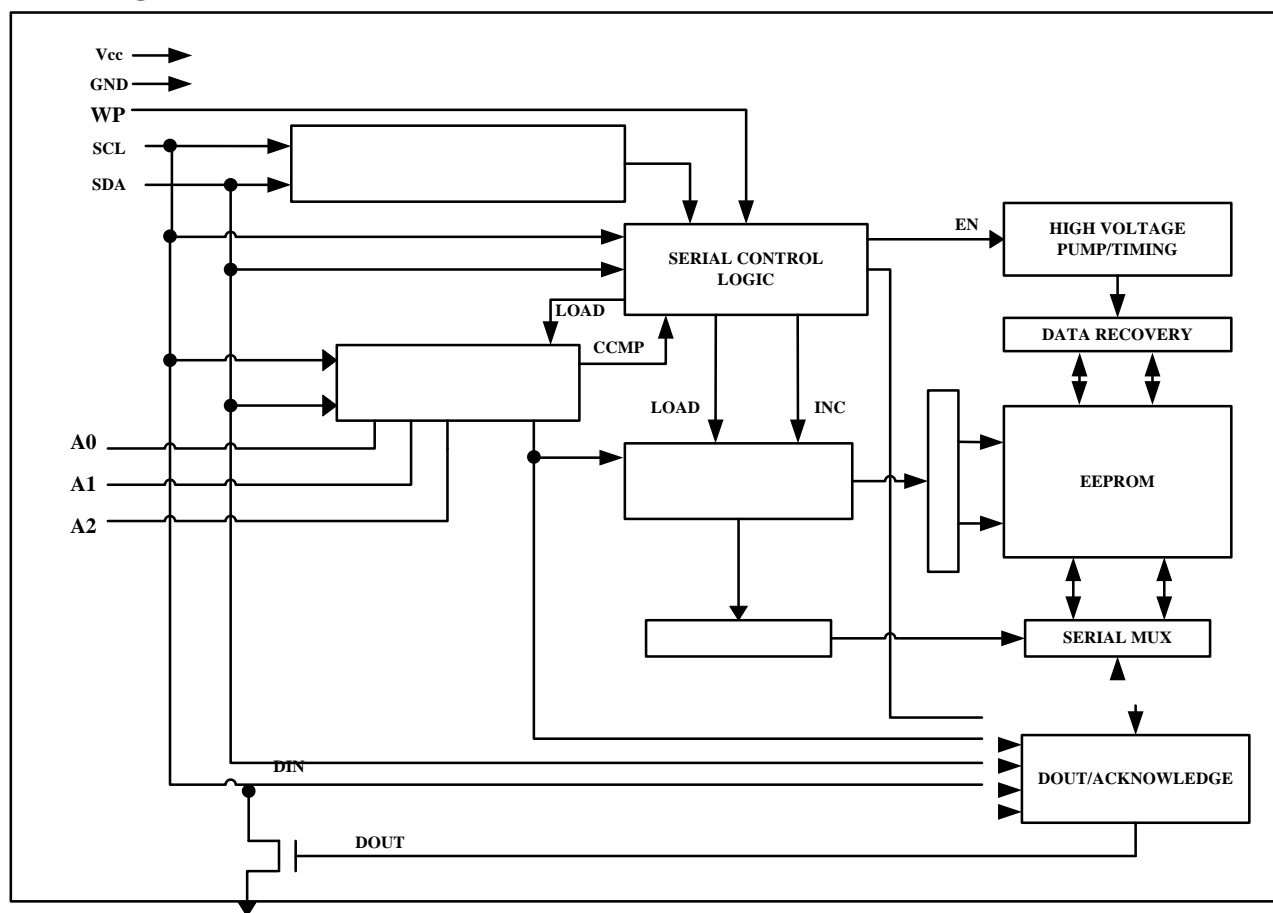 Vcc
GND
WP
SCL
SDA
EN
HIGH VOLTAGE
PUMP/TIMING
SERIAL CONTROL
LOGIC
LOAD
DATA RECOVERY
CCMP
LOAD
INC
A0
A1
A2
EEPROM
SERIAL MUX
DIN
DOUT/ACKNOWLEDGE
DOUT